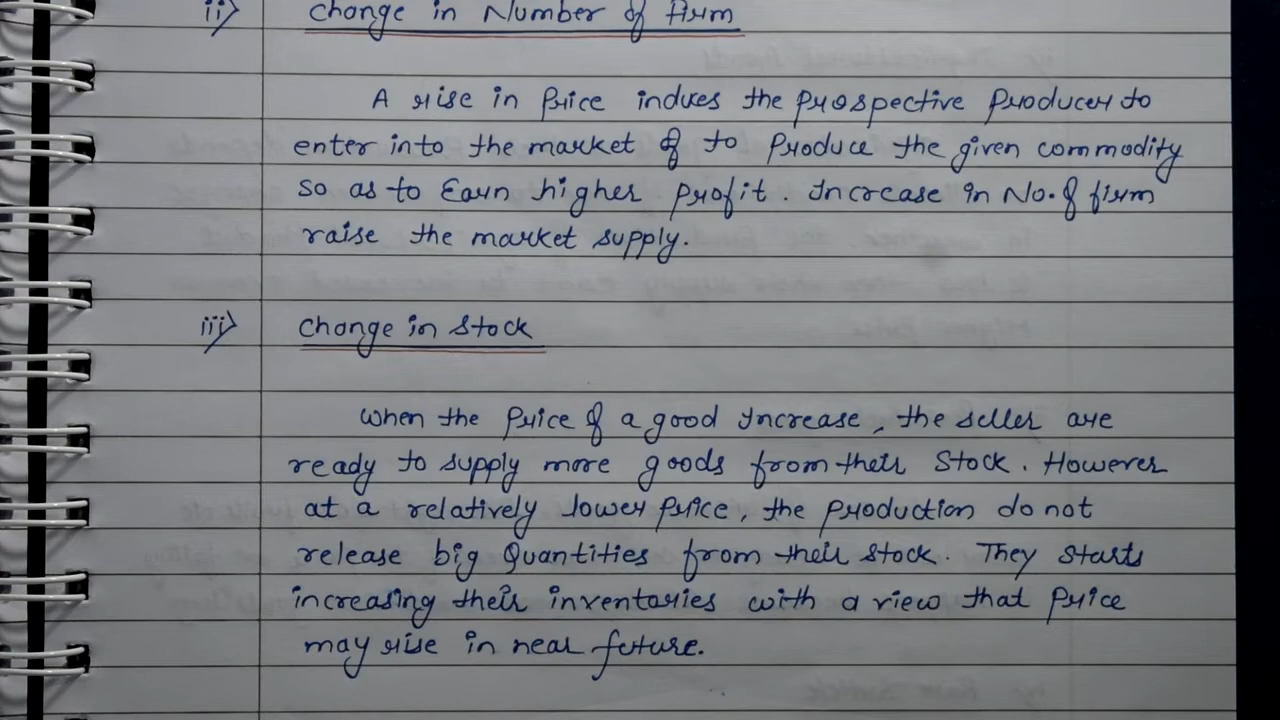 ii> Change in Number of firm
A rise in Price induces the prospective Producer to
enter into the market & to Produce the given commodity
so as to Earn higher Profit. Increase in No. of firm
raise the market supply.
iii> Change in Stock
When the Price of a good Increase, the seller are
ready to supply more goods from their Stock. However
at a relatively lower price, the production do not
release big Quantities from their stock. They starts
increasing their inventories with a view that Price
may rise in near future.